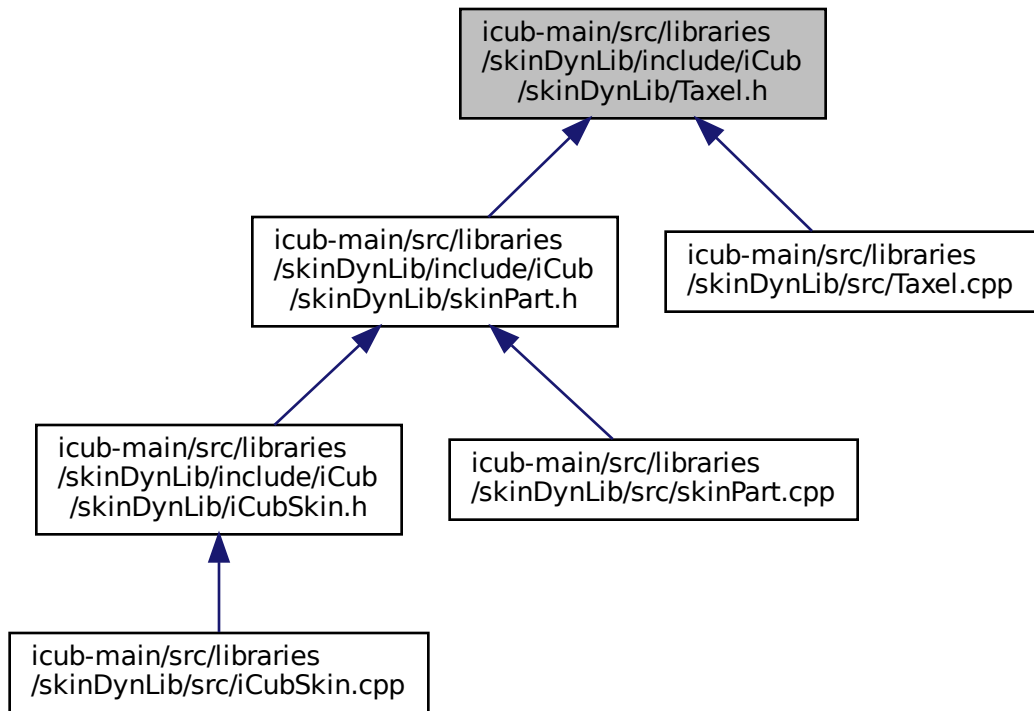 icub-main/src/libraries
/skinDynLib/include/iCub
/skinDynLib/Taxel.h
icub-main/src/libraries
/skinDynLib/include/iCub
/skinDynLib/skinPart.h
icub-main/src/libraries
/skinDynLib/src/Taxel.cpp
icub-main/src/libraries
/skinDynLib/include/iCub
/skinDynLib/iCubSkin.h
icub-main/src/libraries
/skinDynLib/src/skinPart.cpp
icub-main/src/libraries
/skinDynLib/src/iCubSkin.cpp